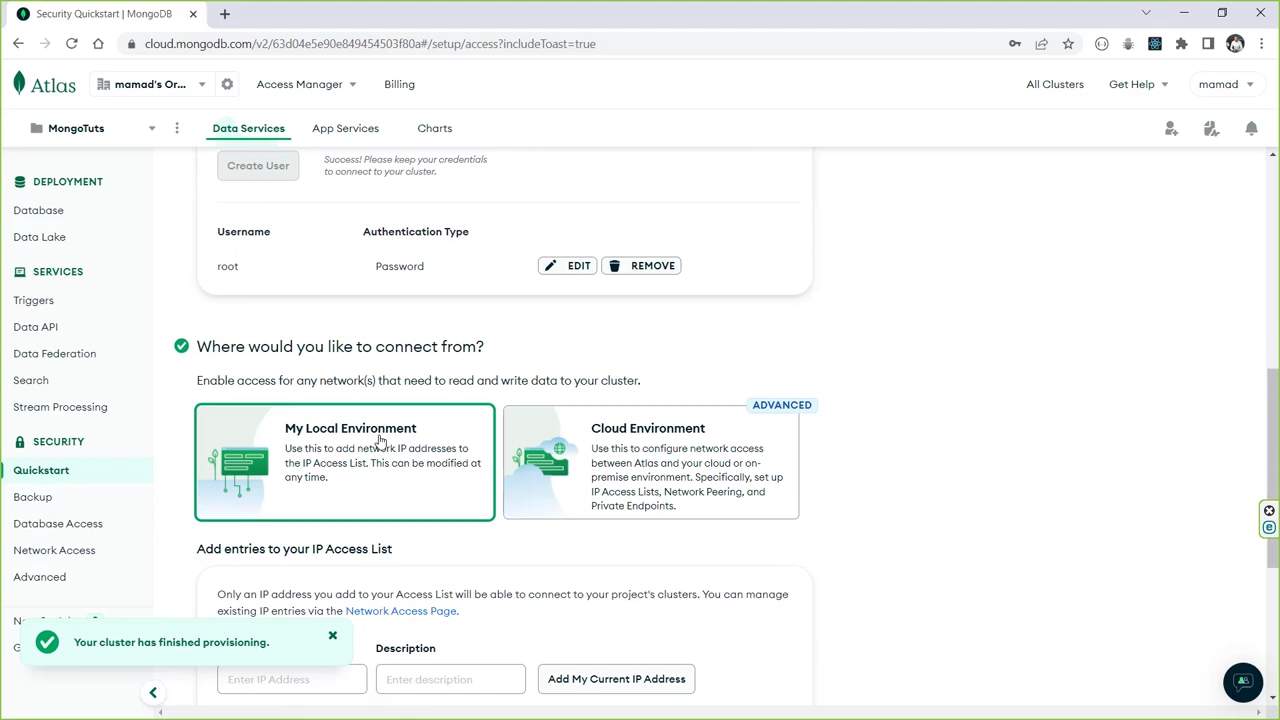 Security Quickstart | MongoDB
cloud.mongodb.com/v2/63d04e5e90e849454503f80a#/setup/access?includeToast=true
Atlas
mamad's Or...
Access Manager
Billing
All Clusters
Get Help
mamad
MongoTuts
Data Services
App Services
Charts
DEPLOYMENT
Database
Data Lake
SERVICES
Triggers
Data API
Data Federation
Search
Stream Processing
SECURITY
Quickstart
Backup
Database Access
Network Access
Advanced
Create User
Success! Please keep your credentials
to connect to your cluster.
Username
Authentication Type
root
Password
EDIT
REMOVE
Where would you like to connect from?
Enable access for any network(s) that need to read and write data to your cluster.
My Local Environment
Use this to add network IP addresses to
the IP Access List. This can be modified at
any time.
ADVANCED
Cloud Environment
Use this to configure network access
between Atlas and your cloud or on-
premise environment. Specifically, set up
IP Access Lists, Network Peering, and
Private Endpoints.
Add entries to your IP Access List
Only an IP address you add to your Access List will be able to connect to your project's clusters. You can manage
existing IP entries via the Network Access Page.
Description
Enter IP Address
Enter description
Add My Current IP Address
Your cluster has finished provisioning.